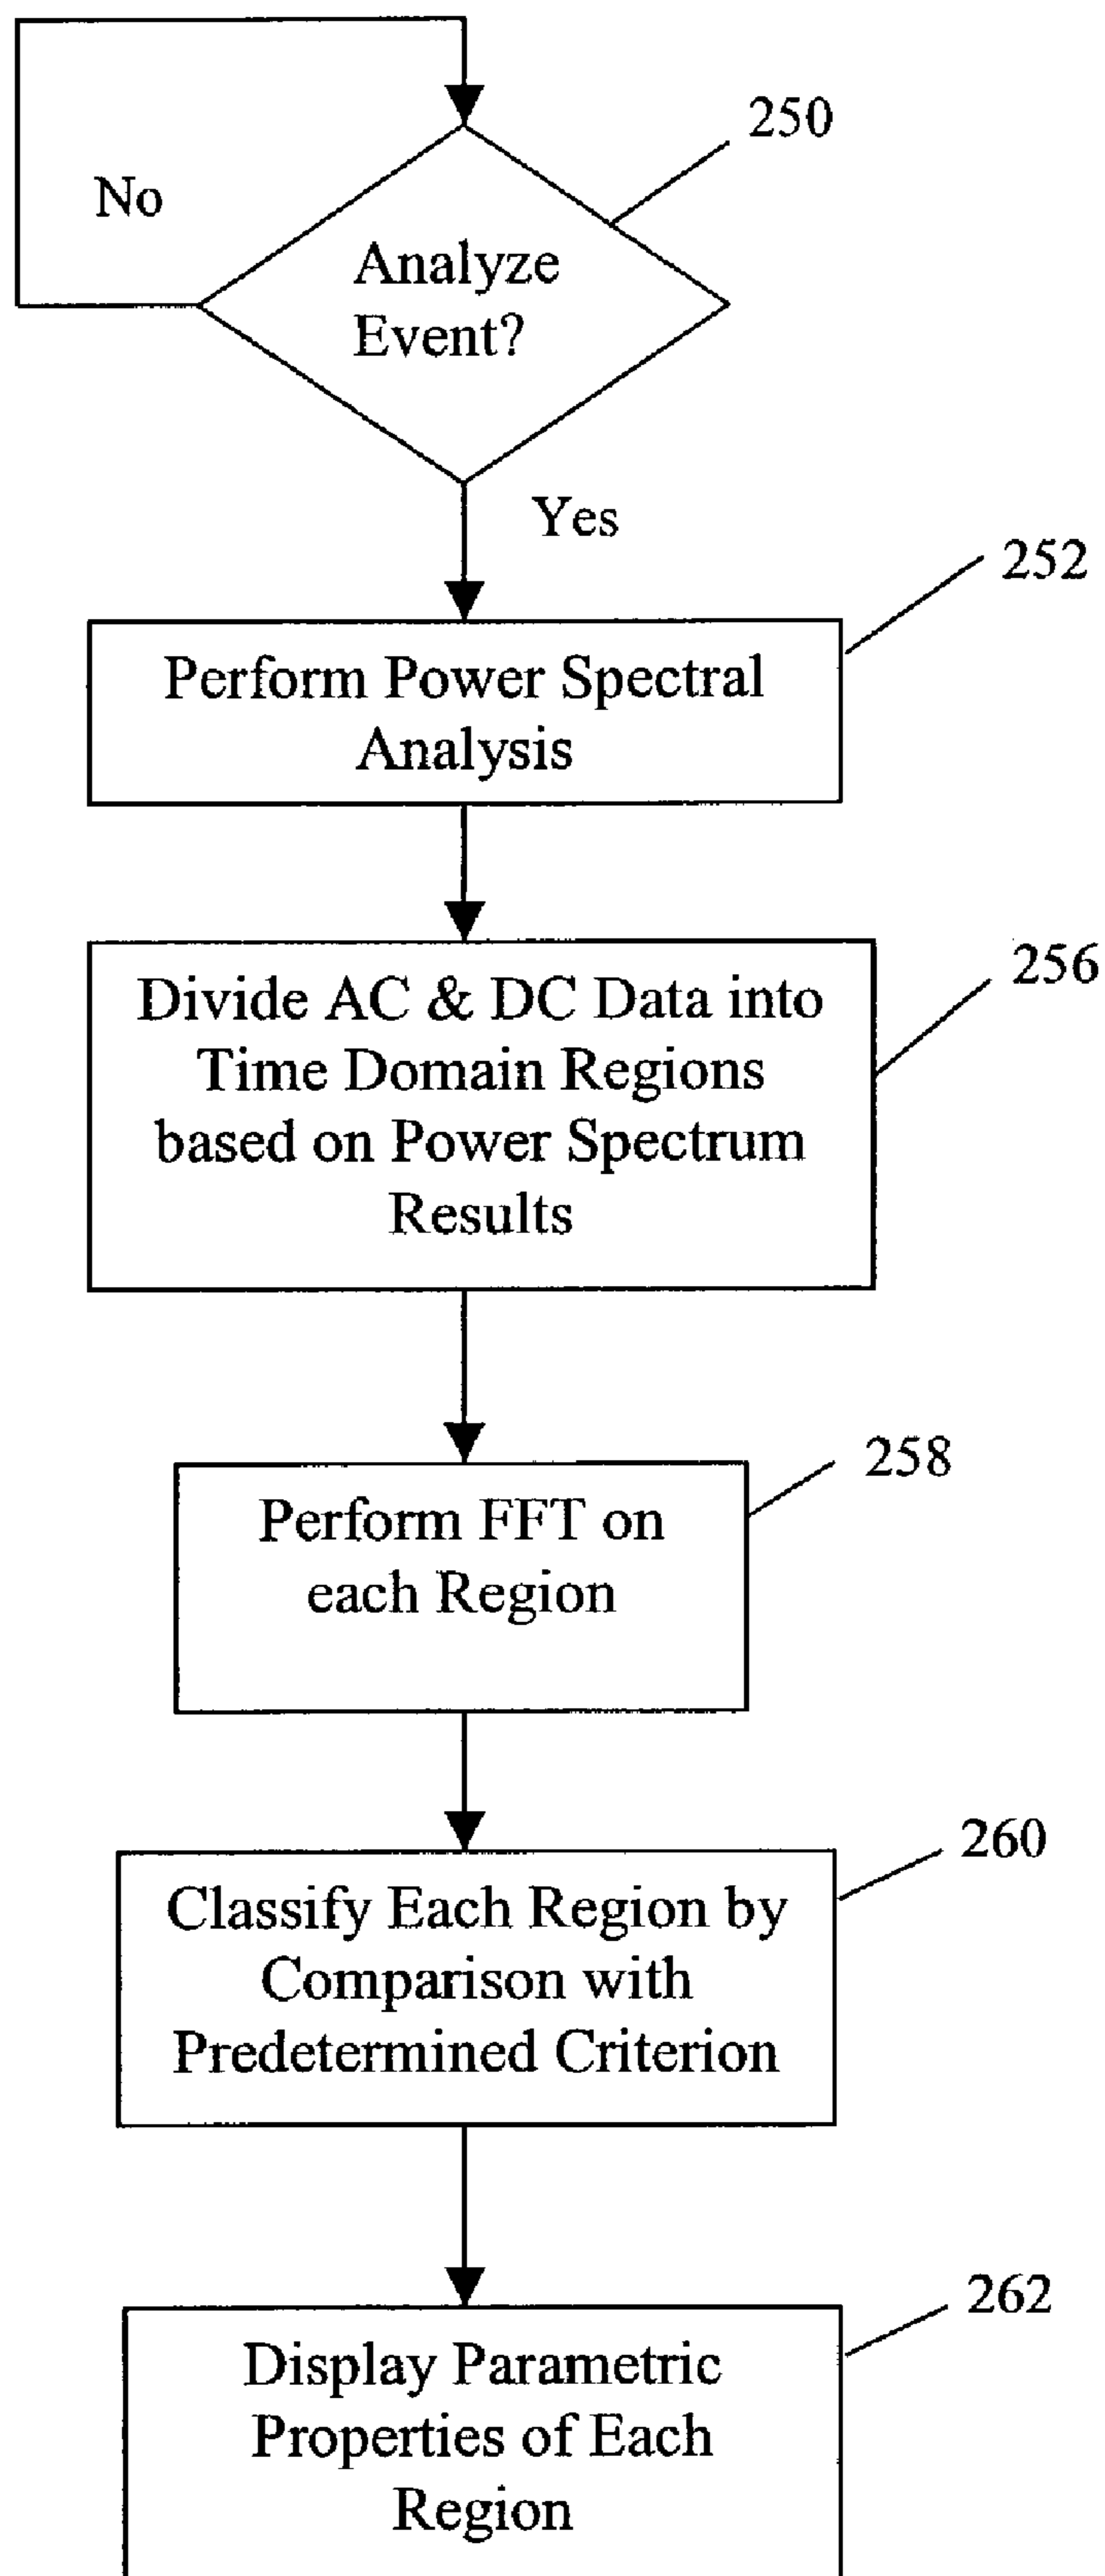 250
No
Analyze
Event?
Yes
252
Perform Power Spectral
Analysis
256
Divide AC & DC Data into
Time Domain Regions
based on Power Spectrum
Results
258
Perform FFT on
each Region
260
Classify Each Region by
Comparison with
Predetermined Criterion
262
Display Parametric
Properties of Each
Region